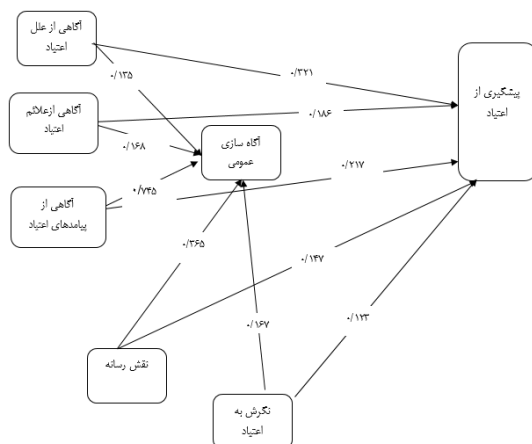 آگاهی از علل
اعتیاد
۰/۱۳۵
۰/۳۲۱
پیشگیری از
اعتیاد
آگاهی ازعلائم
اعتیاد
۰/۱۶۸
۰/۱۸۶
آگاه سازی
عمومی
آگاهی از
پیامدهای اعتیاد
۰/۷۴۵
۰/۲۱۷
۰/۳۶۵
۰/۱۴۷
۰/۱۶۷
۰/۱۲۳
نقش رسانه
نگرش به
اعتیاد